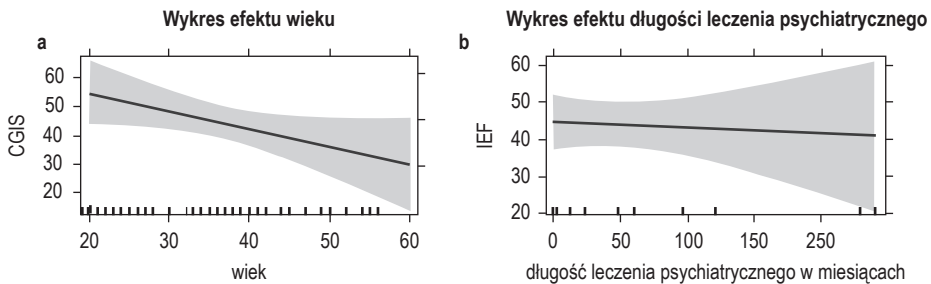 Wykres efektu wieku
a
CGIS
60
50
40
30
20
20 30 40 50 60
wiek
Wykres efektu długości leczenia psychiatrycznego
b
IEF
60
50
40
30
20
0 50 100 150 250
długość leczenia psychiatrycznego w miesiącach